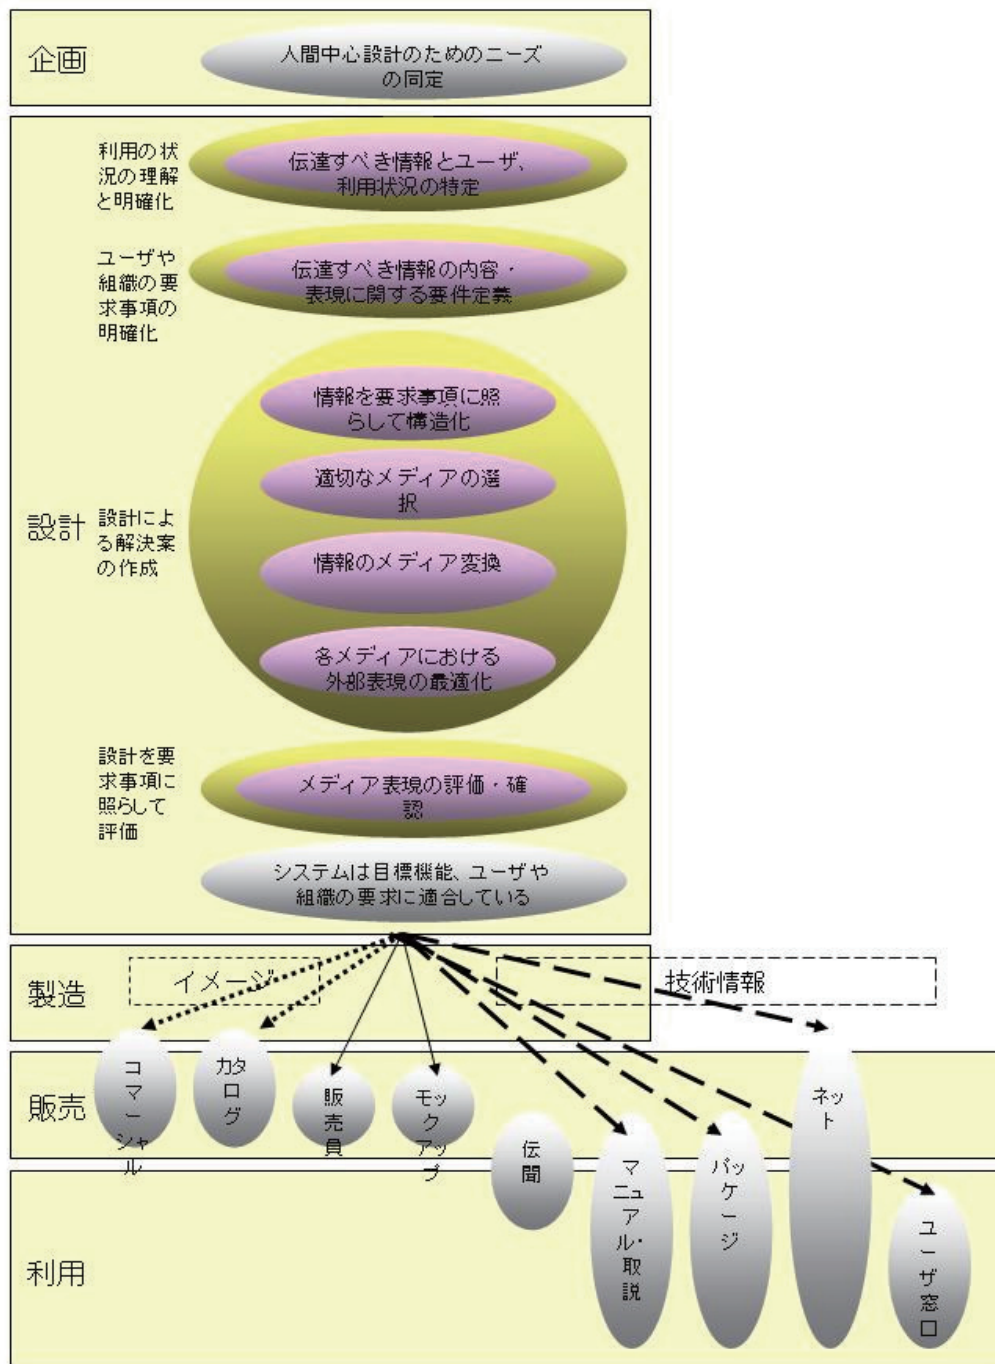 企画
人間中心設計のためのニーズ
の同定
利用の状
況の理解
と明確化
伝達すべき情報とユーザ、
利用状況の特定
ユーザや
組織の要
求事項の
明確化
伝達すべき情報の内容・
表現に関する要件定義
設計
設計によ
る解決案
の作成
情報を要求事項に照
らして構造化
適切なメディアの選
択
情報のメディア変換
各メディアにおける
外部表現の最適化
設計を要
求事項に
照らして
評価
メディア表現の評価・確
認
システムは目標機能、ユーザや
組織の要求に適合している
製造
イメージ
技術情報
販売
コマーシャル
カタログ
販売員
モックアップ
伝聞
マニュアル・取説
パッケージ
ネット
ユーザ窓口
利用